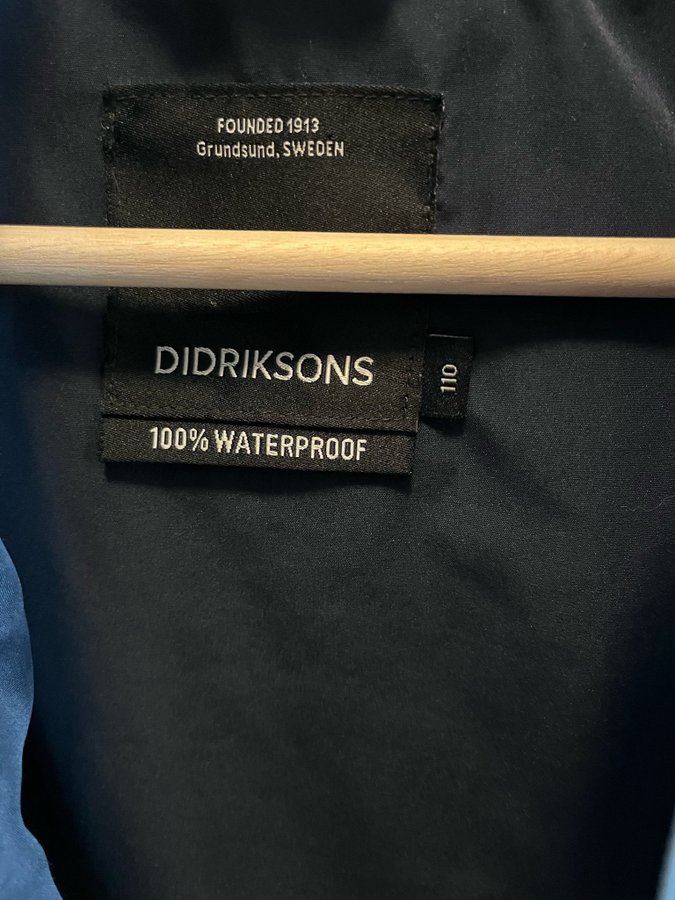 FOUNDED 1913
Grundsund, SWEDEN
DIDRIKSONS
110
100% WATERPROOF